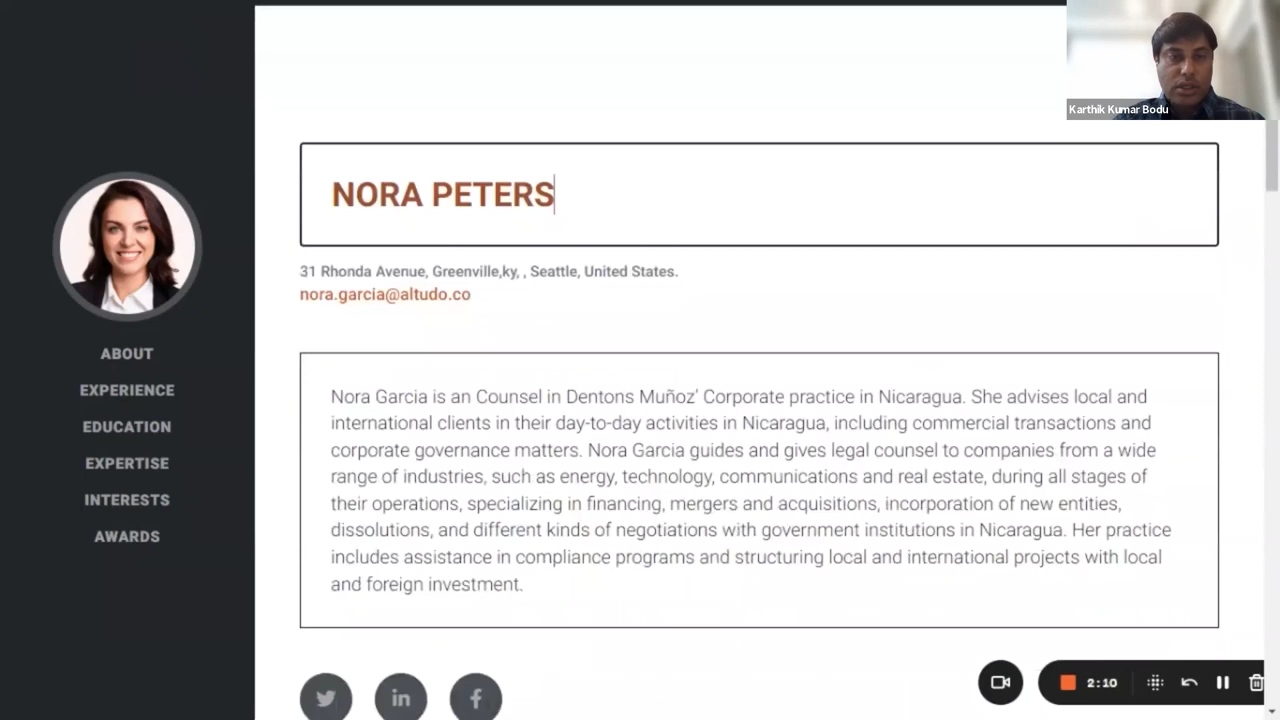 Karthik Kumar Bodu
NORA PETERS
31 Rhonda Avenue, Greenville,ky, , Seattle, United States.
nora.garcia@altudo.co
ABOUT
EXPERIENCE
EDUCATION
EXPERTISE
INTERESTS
AWARDS
Nora Garcia is an Counsel in Dentons Muñoz’ Corporate practice in Nicaragua. She advises local and
international clients in their day-to-day activities in Nicaragua, including commercial transactions and
corporate governance matters. Nora Garcia guides and gives legal counsel to companies from a wide
range of industries, such as energy, technology, communications and real estate, during all stages of
their operations, specializing in financing, mergers and acquisitions, incorporation of new entities,
dissolutions, and different kinds of negotiations with government institutions in Nicaragua. Her practice
includes assistance in compliance programs and structuring local and international projects with local
and foreign investment.
in
f
2:10